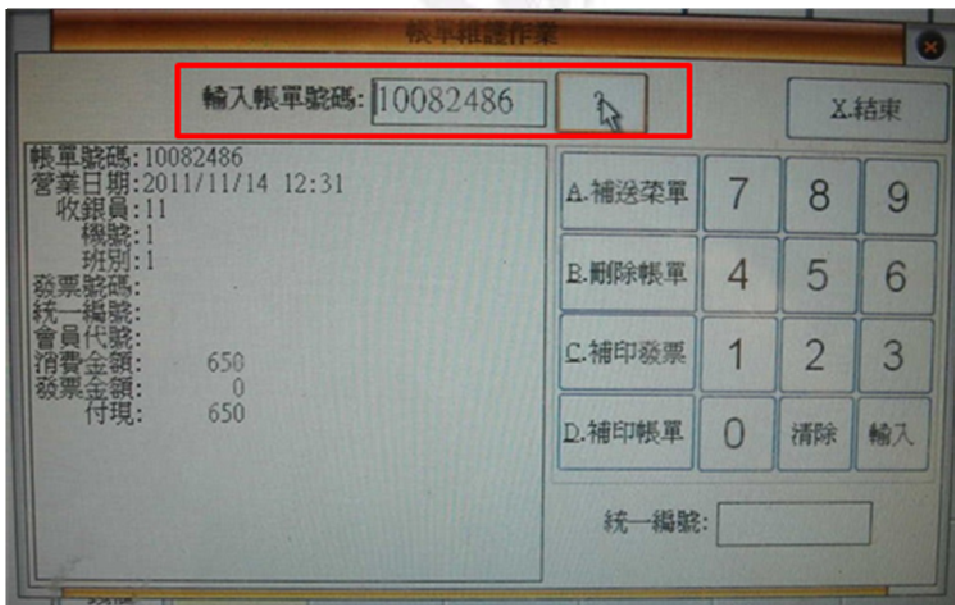 帳單維護作業
輸入帳單號碼: 10082486 ?
X.結束
帳單號碼:10082486
營業日期:2011/11/14 12:31
收銀員:11
機號:1
班別:1
發票號碼:
統一編號:
會員代號:
消費金額: 650
發票金額: 0
付現: 650
A.補送菜單 7 8 9
B.刪除帳單 4 5 6
C.補印發票 1 2 3
D.補印帳單 0 清除 輸入
統一編號: